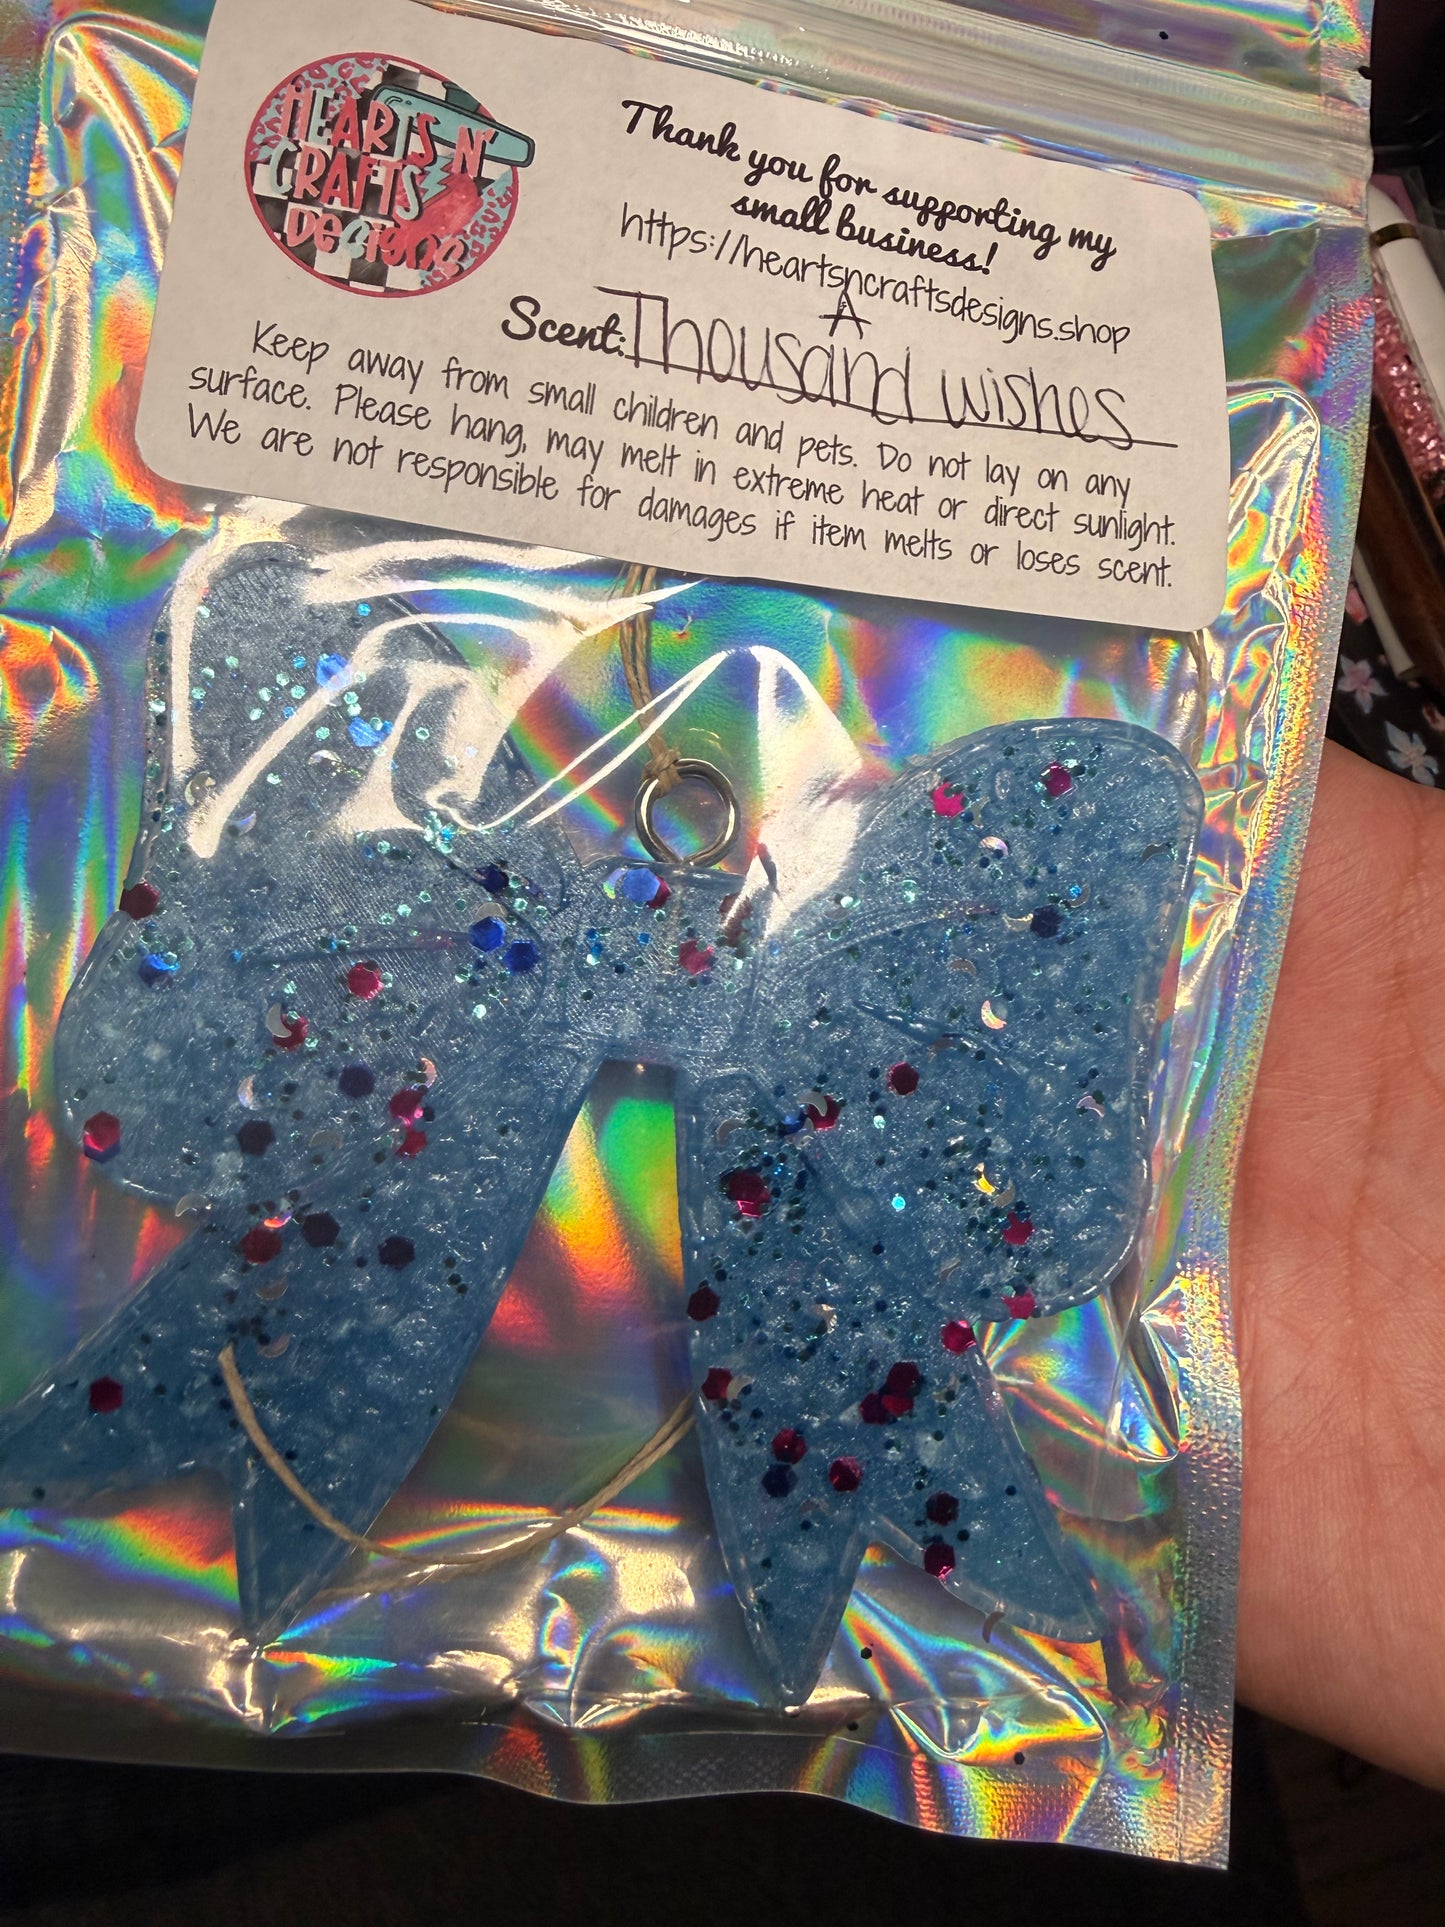 HEARTS N'
CRAFTS
DESIGNS
Thank you for supporting my
small business!
https://heartsncraftsdesigns.shop
A
Scent: Thousand wishes
Keep away from small children and pets. Do not lay on any
surface. Please hang, may melt in extreme heat or direct sunlight.
We are not responsible for damages if item melts or loses scent.